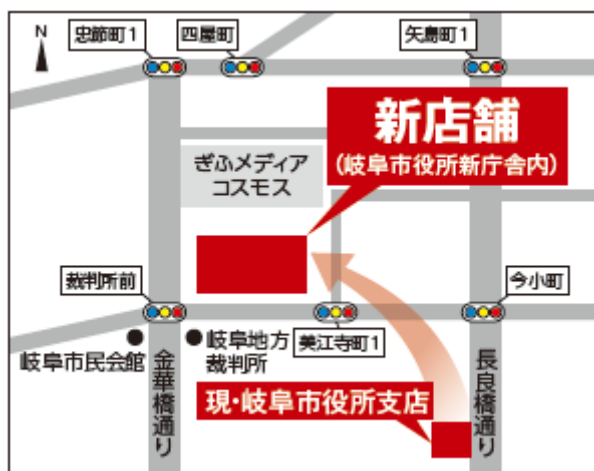 N
忠節町1
四屋町
矢島町1
新店舗
(岐阜市役所新庁舎内)
ぎふメディア
コスモス
裁判所前
今小町
岐阜市民会館
岐阜地方
裁判所
美江寺町1
金華橋通り
現・岐阜市役所支店
長良橋通り